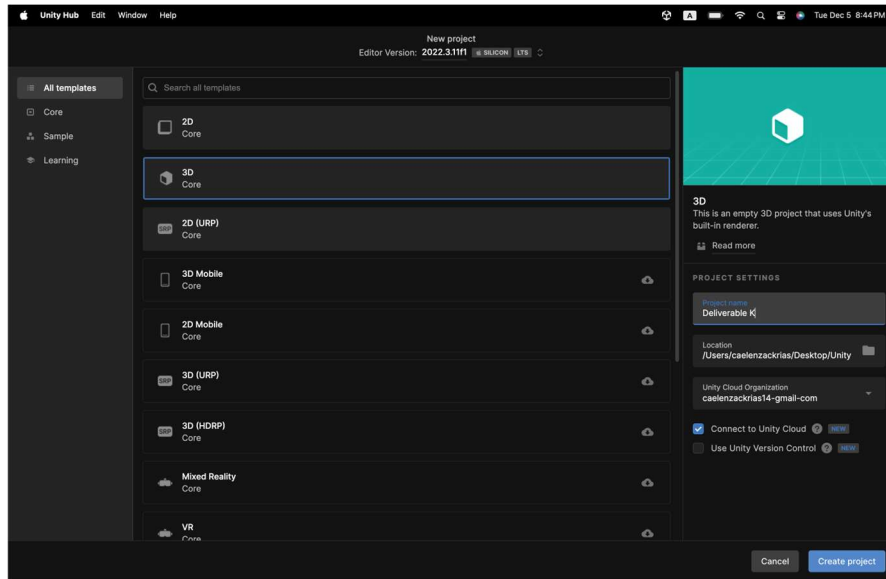 Unity Hub Edit Window Help A Tue Dec 5 8:44 PM
New project
Editor Version: 2022.3.11f1 SILICON LTS
All templates
Core
Sample
Learning
Search all templates
2D
Core
3D
Core
SRP 2D (URP)
Core
3D Mobile
Core
2D Mobile
Core
SRP 3D (URP)
Core
SRP 3D (HDRP)
Core
Mixed Reality
Core
VR
Core
3D
This is an empty 3D project that uses Unity's
built-in renderer.
Read more
PROJECT SETTINGS
Project name
Deliverable K
Location
/Users/caelenzackrias/Desktop/Unity
Unity Cloud Organization
caelenzackrias14-gmail-com
Connect to Unity Cloud ? NEW
Use Unity Version Control ? NEW
Cancel Create project